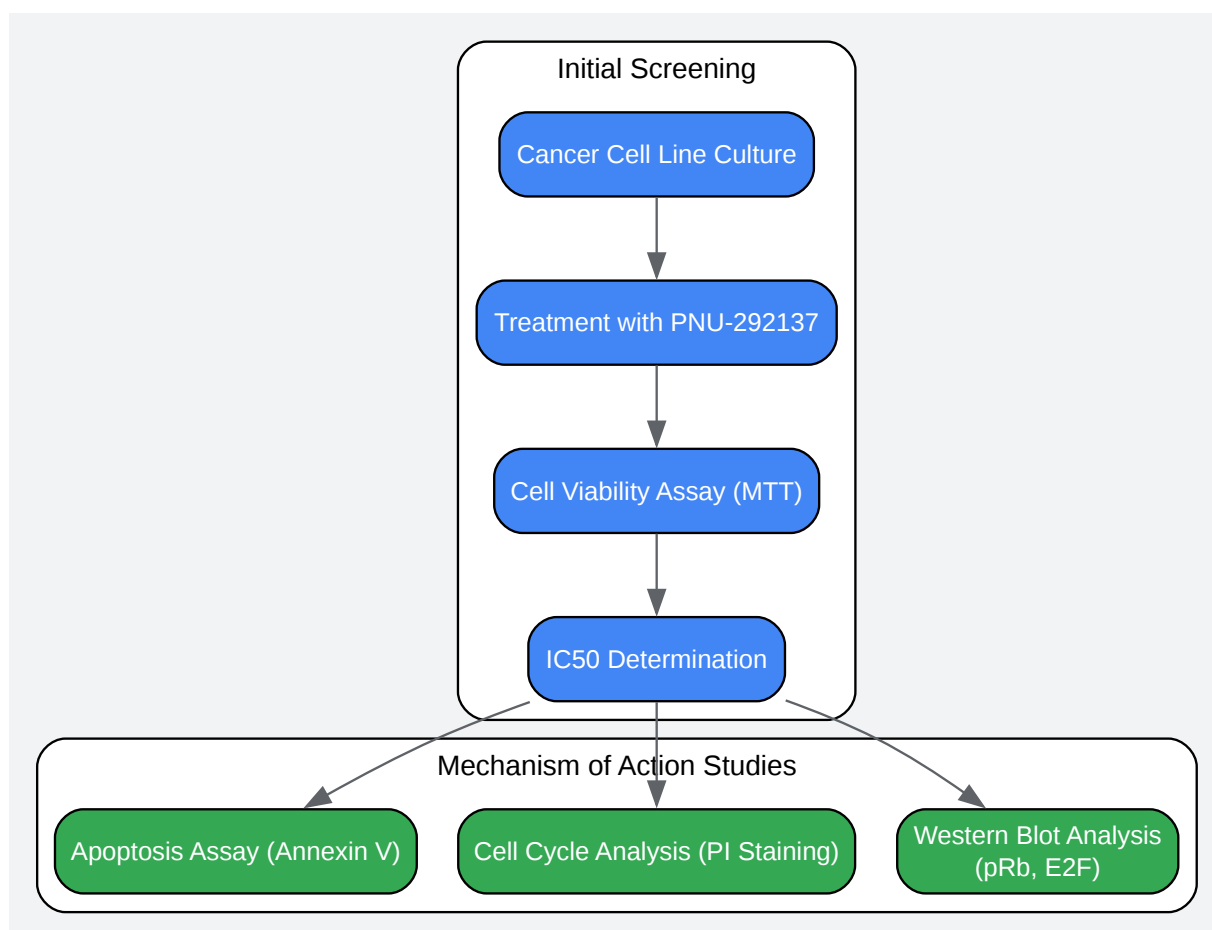 Initial Screening
Cancer Cell Line Culture
Treatment with PNU-292137
Cell Viability Assay (MTT)
IC50 Determination
Mechanism of Action Studies
Apoptosis Assay (Annexin V)
Cell Cycle Analysis (PI Staining)
Western Blot Analysis
(pRb, E2F)